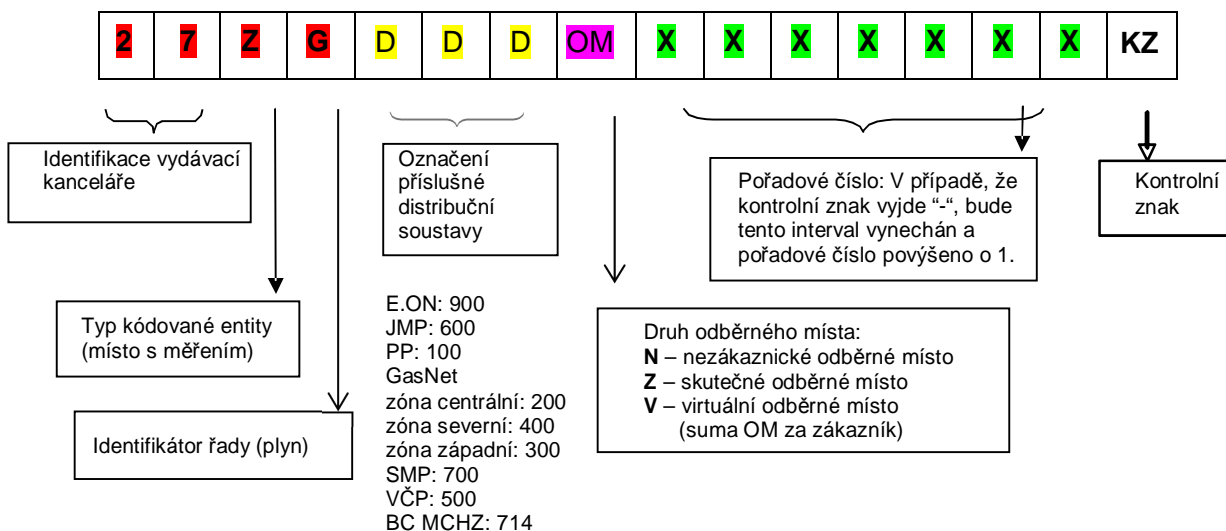 2 7 Z G D D D OM X X X X X X X KZ
Identifikace vydávací
kanceláře
Označení
příslušné
distribuční
soustavy
Pořadové číslo: V případě, že
kontrolní znak vyjde “-“, bude
tento interval vynechán a
pořadové číslo povýšeno o 1.
Kontrolní
znak
Typ kódované entity
(místo s měřením)
Identifikátor řady (plyn)
E.ON: 900
JMP: 600
PP: 100
GasNet
zóna centrální: 200
zóna severní: 400
zóna západní: 300
SMP: 700
VČP: 500
BC MCHZ: 714
Druh odběrného místa:
N – nezákaznické odběrné místo
Z – skutečné odběrné místo
V – virtuální odběrné místo
(suma OM za zákazník)